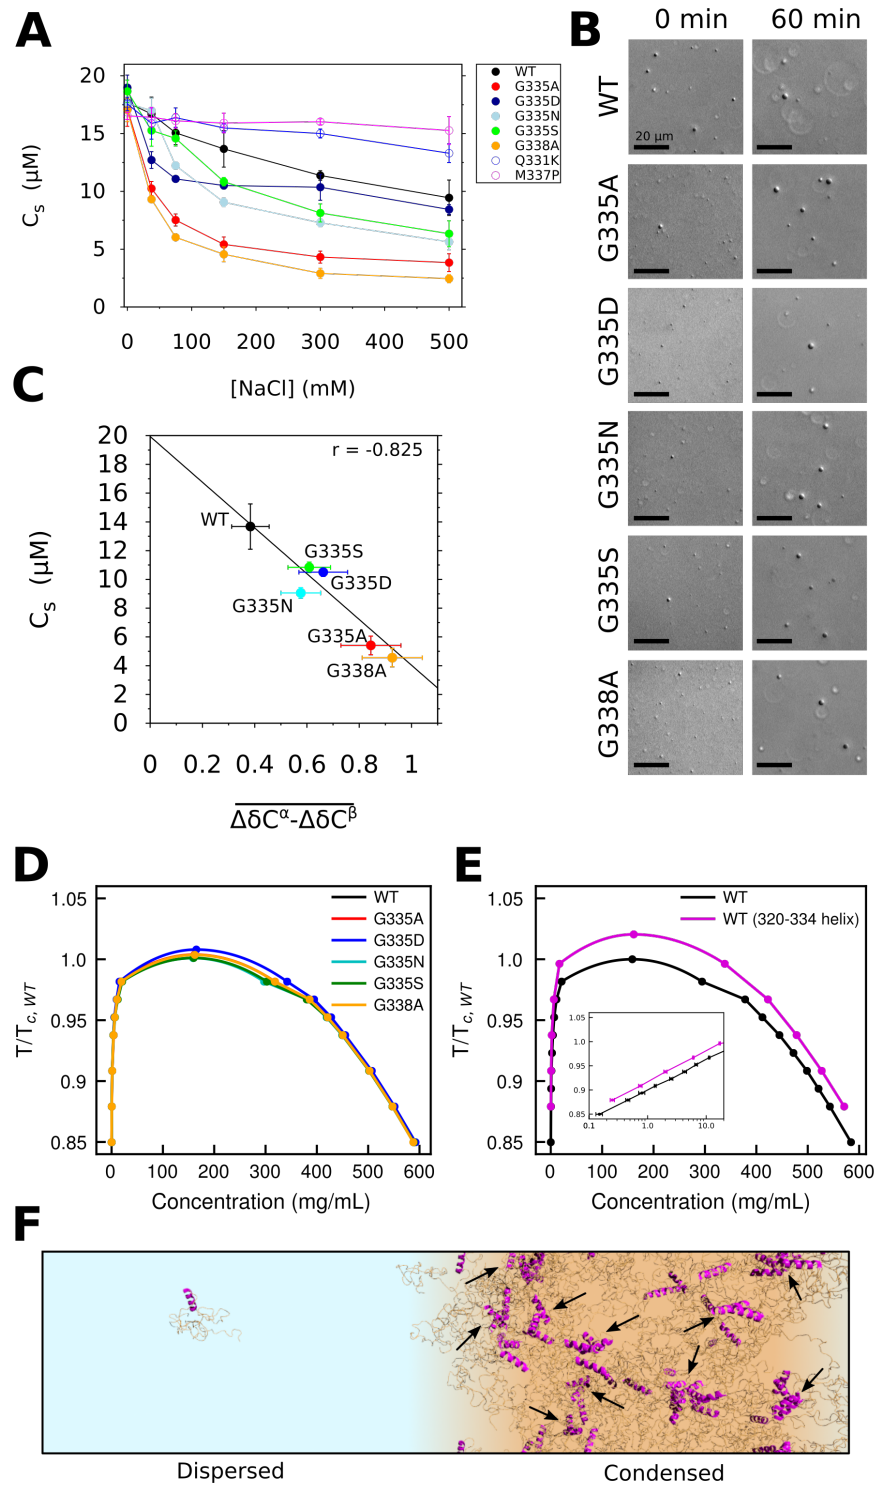 A
20
15
10
5
0
C_s (µM)
0 100 200 300 400 500
[NaCl] (mM)
WT
G335A
G335D
G335N
G335S
G338A
Q331K
M337P
B
0 min 60 min
WT
20 µm
G335A
G335D
G335N
G335S
G338A
C
r = -0.825
20
18
16
14
12
10
8
6
4
2
0
C_s (µM)
WT
G335S
G335D
G335N
G335A
G338A
0 0.2 0.4 0.6 0.8 1
ΔδC^α-ΔδC^β
D
1.05
1.0
0.95
0.9
0.85
T/T_c, WT
WT
G335A
G335D
G335N
G335S
G338A
0 100 200 300 400 500 600
Concentration (mg/mL)
E
1.05
1.0
0.95
0.9
0.85
T/T_c, WT
WT
WT (320-334 helix)
1.05
1.0
0.95
0.9
0.85
0.1 1.0 10.0
0 100 200 300 400 500 600
Concentration (mg/mL)
F
Dispersed Condensed